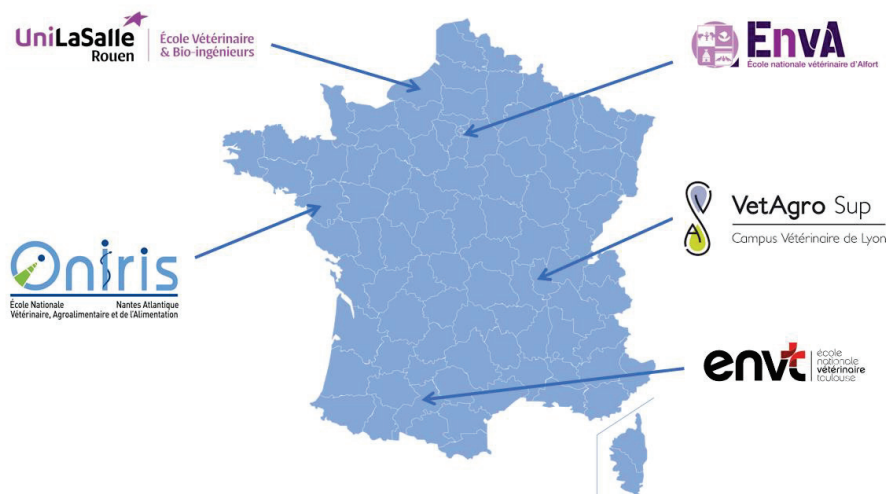 UniLaSalle
Rouen
École Vétérinaire
& Bio-ingénieurs
EnvA
École nationale vétérinaire d'Alfort
VetAgro Sup
Campus Vétérinaire de Lyon
Oniris
École Nationale Nantes Atlantique
Vétérinaire, Agroalimentaire et de l'Alimentation
envt
école
nationale
vétérinaire
toulouse